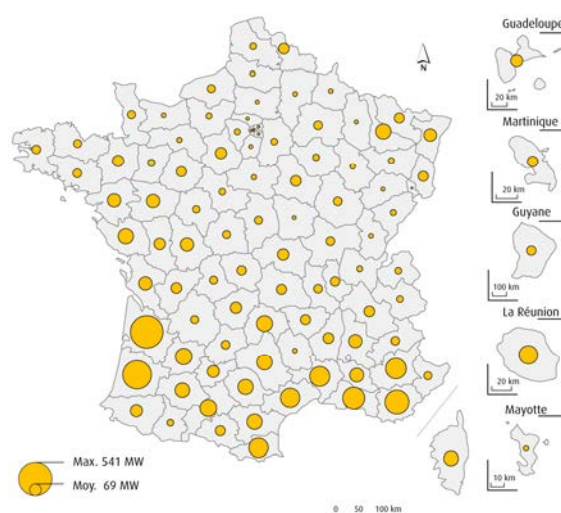 N
Guadeloupe
20 km
Martinique
20 km
Guyane
100 km
La Réunion
20 km
Mayotte
10 km
Max. 541 MW
Moy. 69 MW
0 50 100 km